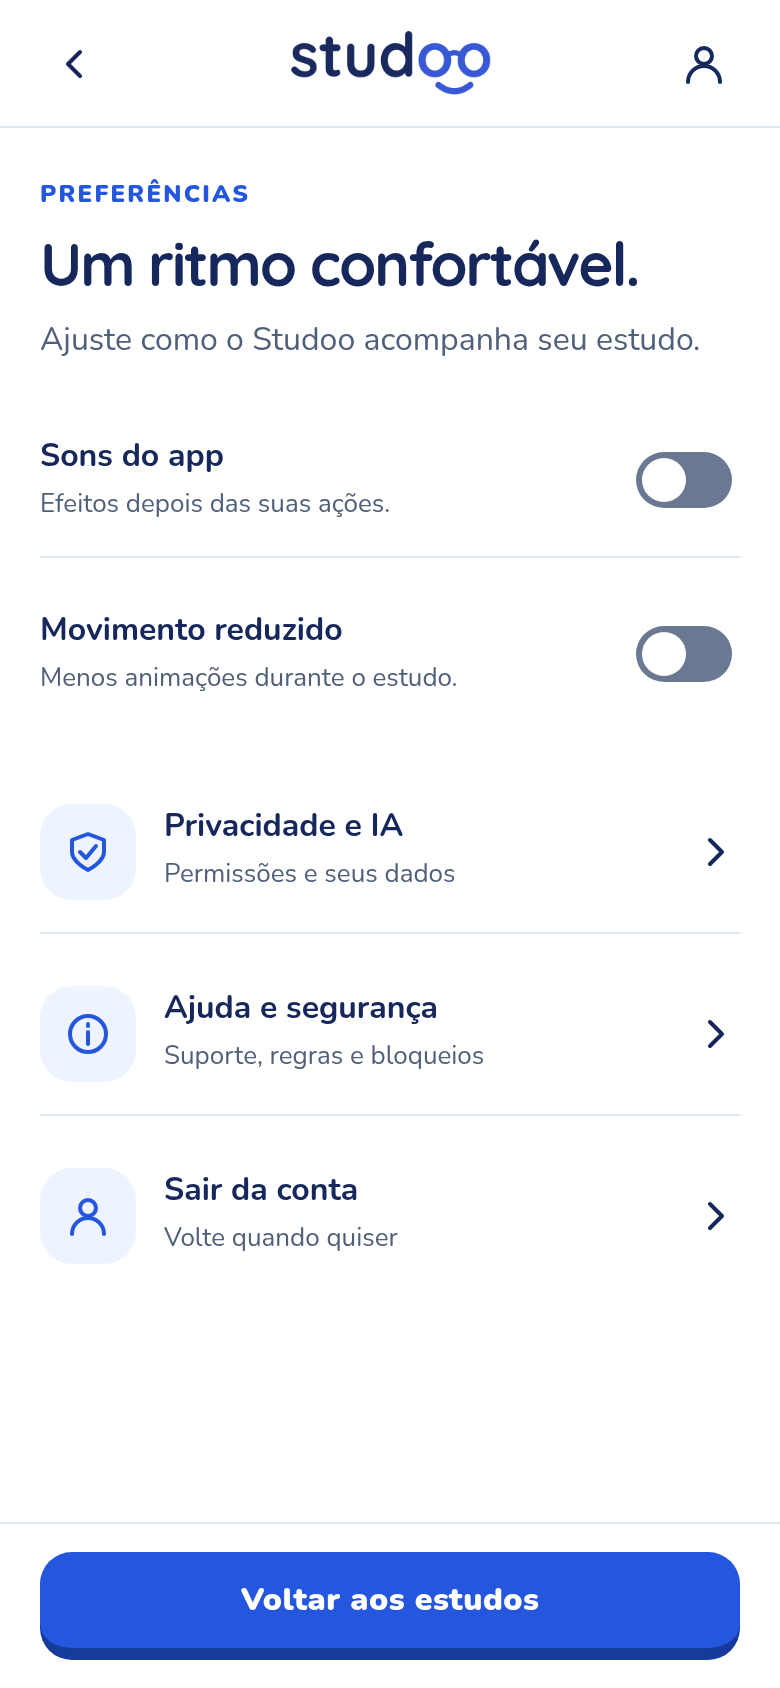 studoo
PREFERÊNCIAS
Um ritmo confortável.
Ajuste como o Studoo acompanha seu estudo.
Sons do app
Efeitos depois das suas ações.
Movimento reduzido
Menos animações durante o estudo.
Privacidade e IA
Permissões e seus dados
Ajuda e segurança
Suporte, regras e bloqueios
Sair da conta
Volte quando quiser
Voltar aos estudos